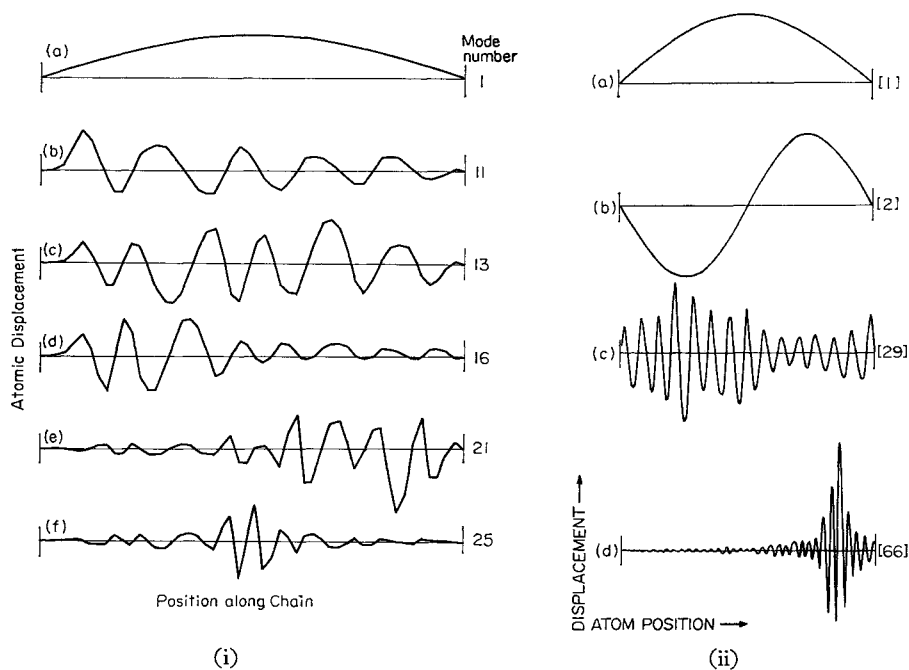 (a)
Mode
number
1
(b)
11
(c)
13
(d)
16
(e)
21
(f)
25
Atomic Displacement
Position along Chain
(i)
(a)
[1]
(b)
[2]
(c)
[29]
(d)
[66]
DISPLACEMENT →
ATOM POSITION →
(ii)